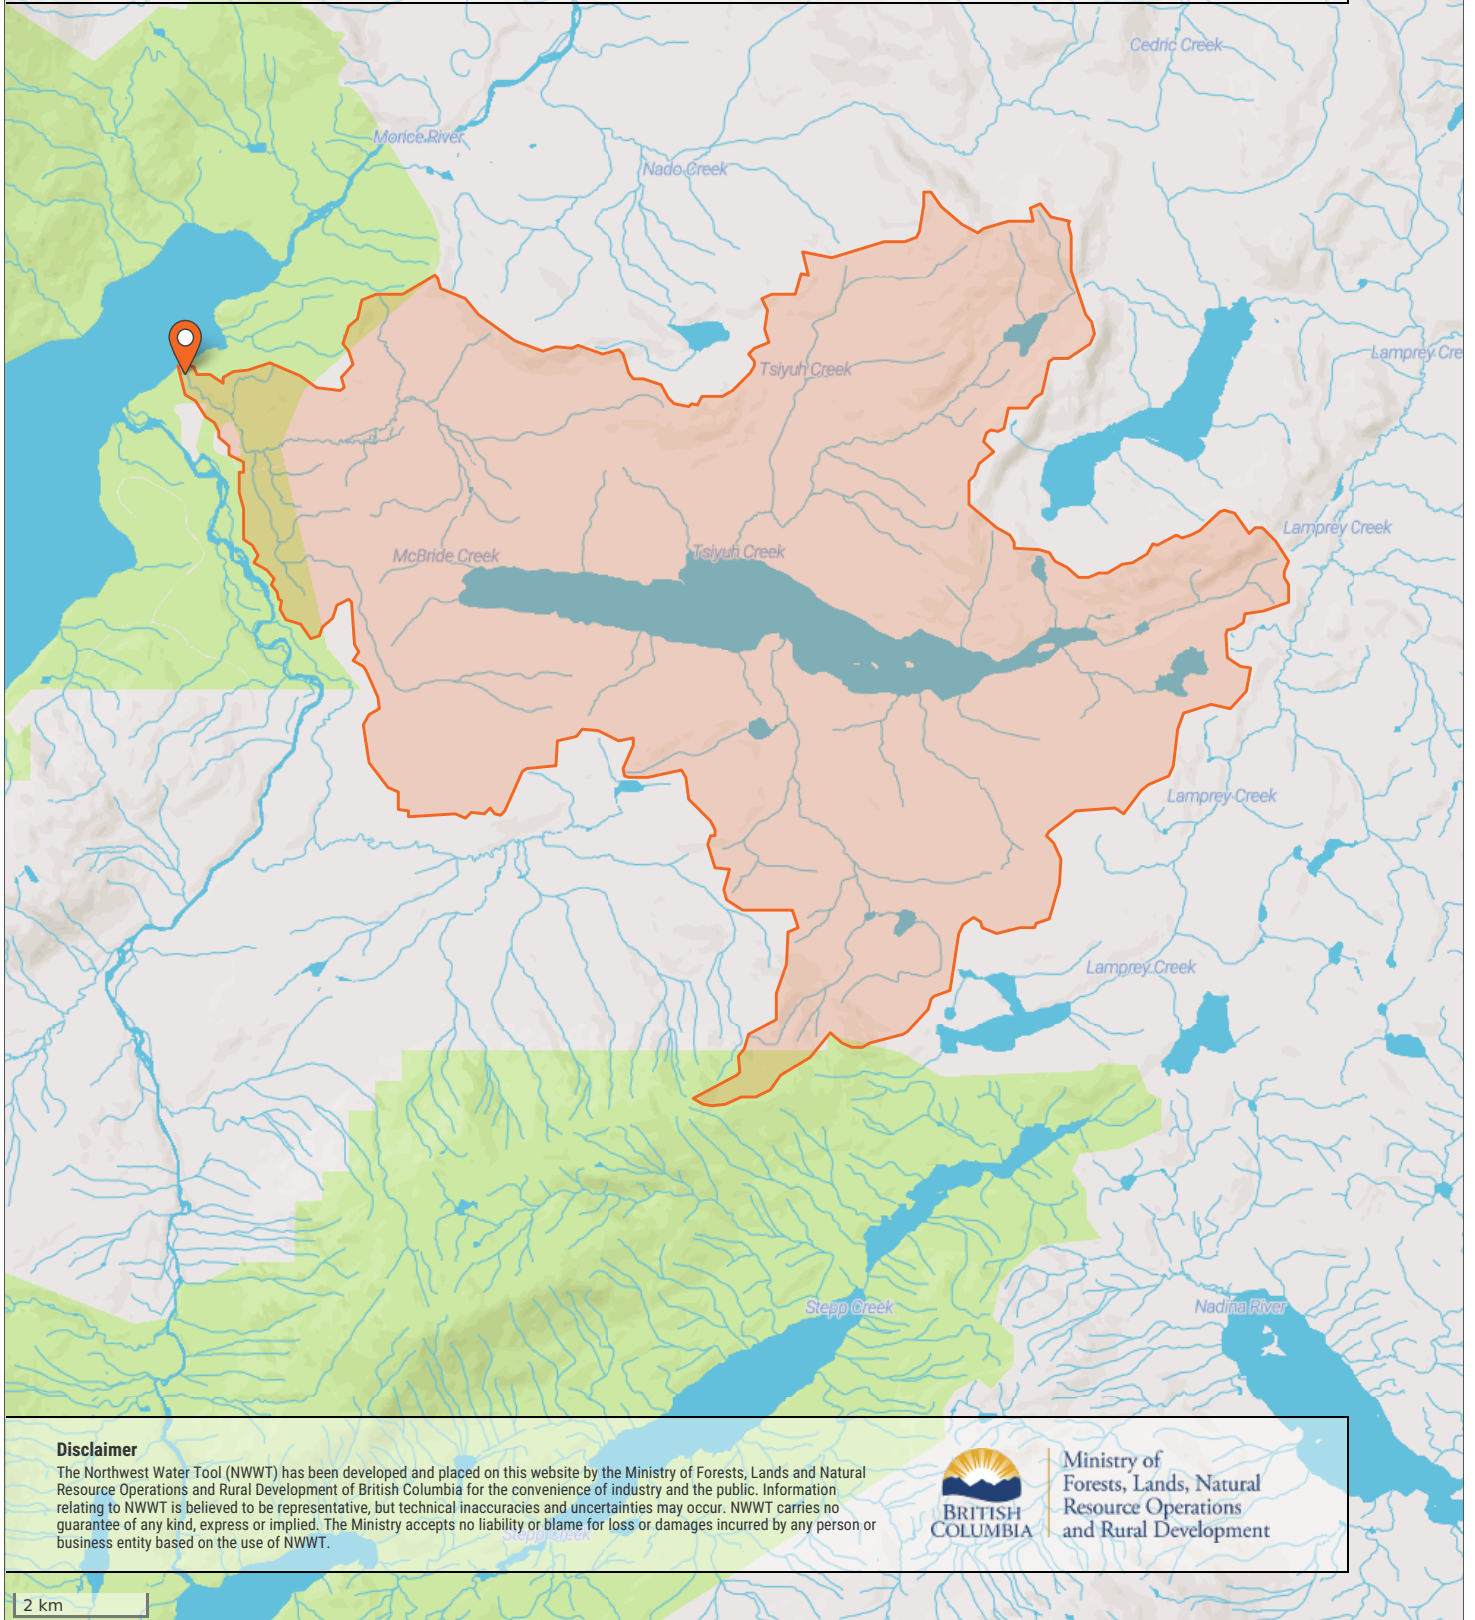 Cedric Creek
Morice River
Nado Creek
Lamprey Cre
Tsiyuh Creek
Lamprey Creek
Tsiyuh Creek
McBride Creek
Lamprey Creek
Lamprey Creek
Stepp Creek
Nadina River
Disclaimer
The Northwest Water Tool (NWWT) has been developed and placed on this website by the Ministry of Forests, Lands and Natural
Resource Operations and Rural Development of British Columbia for the convenience of industry and the public. Information
relating to NWWT is believed to be representative, but technical inaccuracies and uncertainties may occur. NWWT carries no
guarantee of any kind, express or implied. The Ministry accepts no liability or blame for loss or damages incurred by any person or
business entity based on the use of NWWT.
Stepp Creek
BRITISH
COLUMBIA
Ministry of
Forests, Lands, Natural
Resource Operations
and Rural Development
2 km